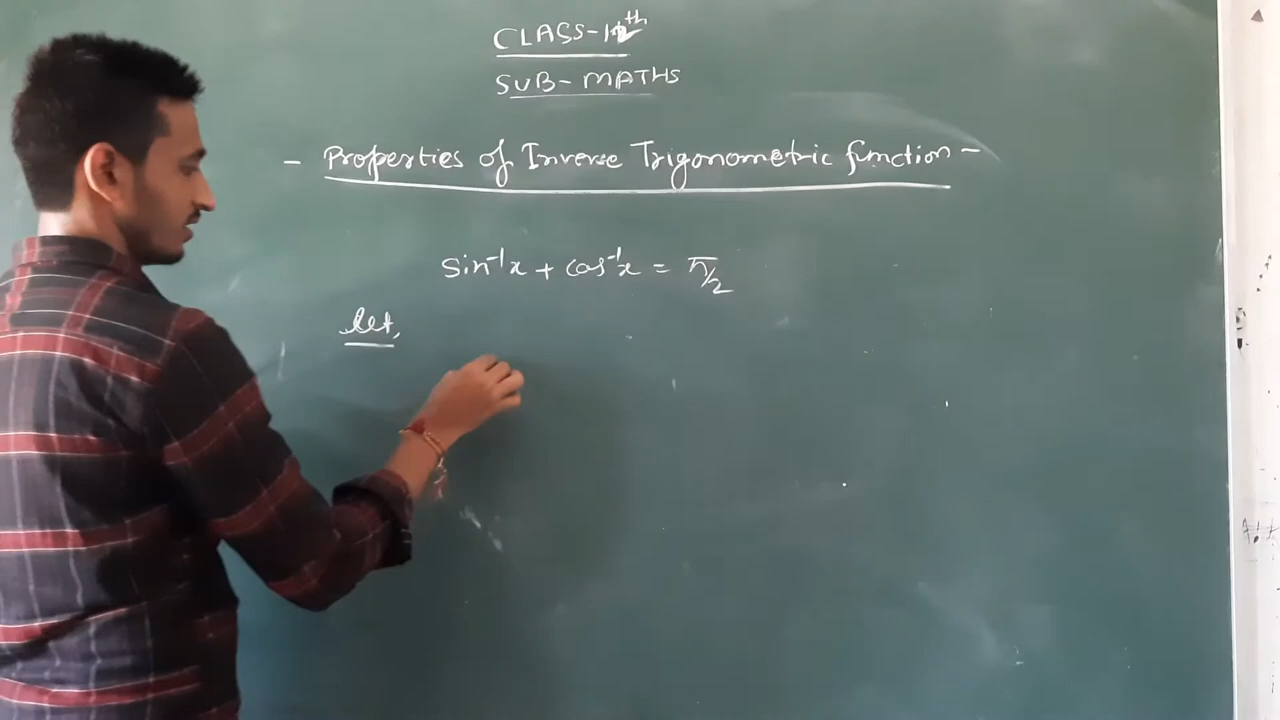 CLASS-12th
SUB-MATHS
- Properties of Inverse Trigonometric function -
sin⁻¹x + cos⁻¹x = π/2
let,